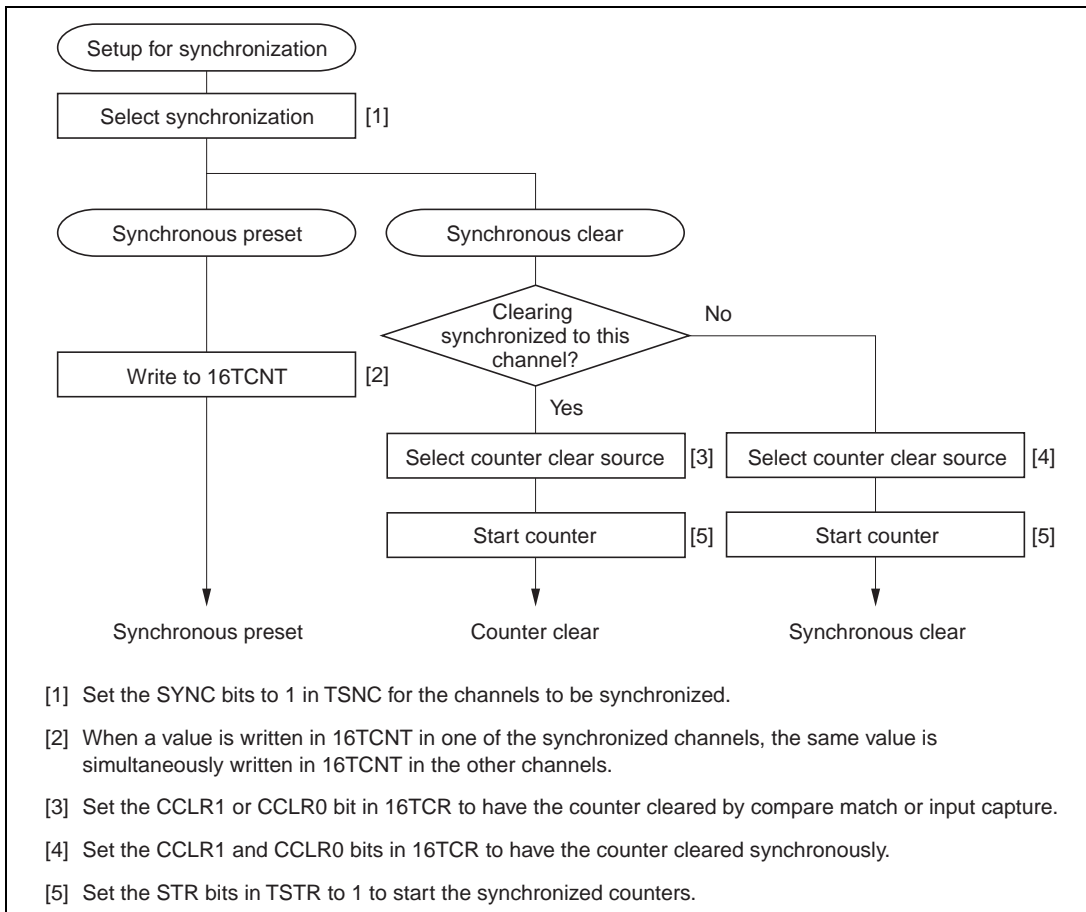 Setup for synchronization
Select synchronization [1]
Synchronous preset
Synchronous clear
Clearing
synchronized to this
channel?
No
Write to 16TCNT [2]
Yes
Select counter clear source [3]
Select counter clear source [4]
Start counter [5]
Start counter [5]
Synchronous preset
Counter clear
Synchronous clear
[1] Set the SYNC bits to 1 in TSNC for the channels to be synchronized.
[2] When a value is written in 16TCNT in one of the synchronized channels, the same value is
simultaneously written in 16TCNT in the other channels.
[3] Set the CCLR1 or CCLR0 bit in 16TCR to have the counter cleared by compare match or input capture.
[4] Set the CCLR1 and CCLR0 bits in 16TCR to have the counter cleared synchronously.
[5] Set the STR bits in TSTR to 1 to start the synchronized counters.